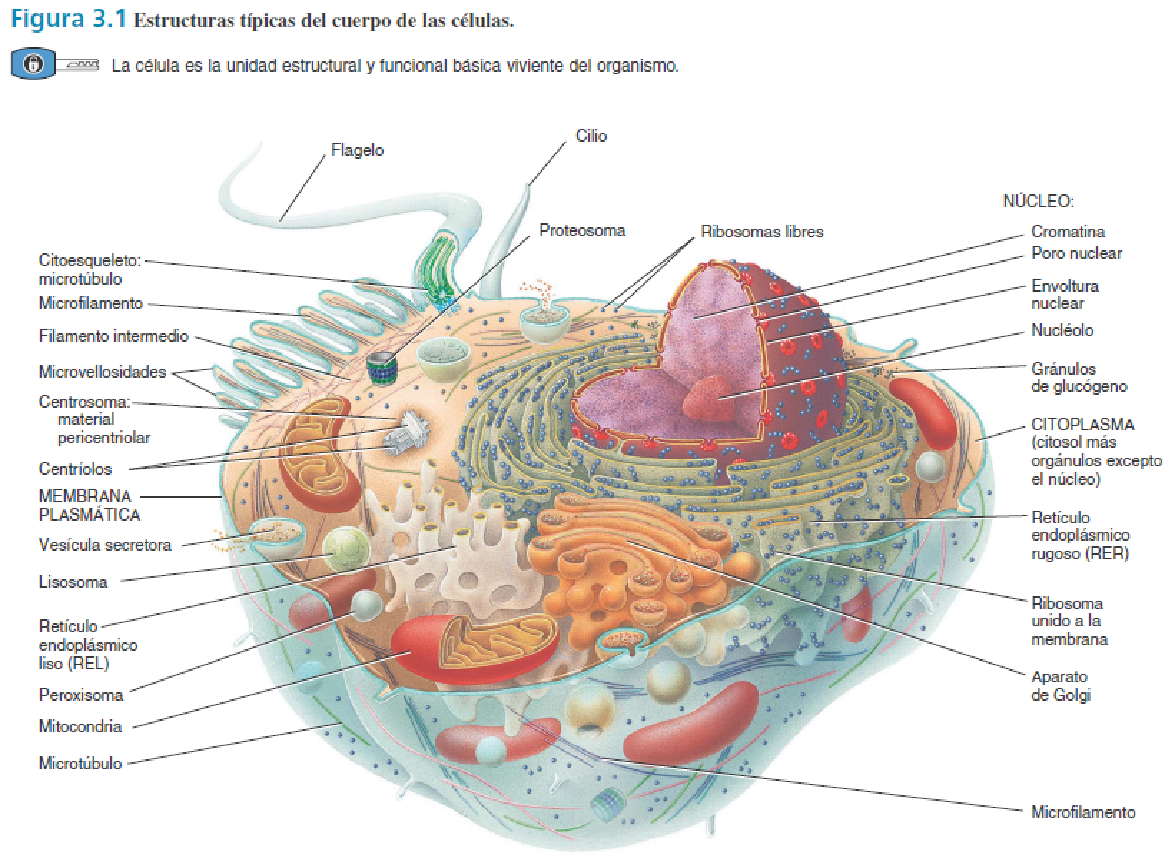 Figura 3.1 Estructuras típicas del cuerpo de las células.
La célula es la unidad estructural y funcional básica viviente del organismo.
Flagelo
Cilio
Proteosoma
Ribosomas libres
Citoesqueleto:
microtúbulo
Microfilamento
Filamento intermedio
Microvellosidades
Centrosoma:
material
pericentriolar
Centríolos
MEMBRANA
PLASMÁTICA
Vesícula secretora
Lisosoma
Retículo
endoplásmico
liso (REL)
Peroxisoma
Mitocondria
Microtúbulo
NÚCLEO:
Cromatina
Poro nuclear
Envoltura
nuclear
Nucléolo
Gránulos
de glucógeno
CITOPLASMA
(citosol más
orgánulos excepto
el núcleo)
Retículo
endoplásmico
rugoso (RER)
Ribosoma
unido a la
membrana
Aparato
de Golgi
Microfilamento